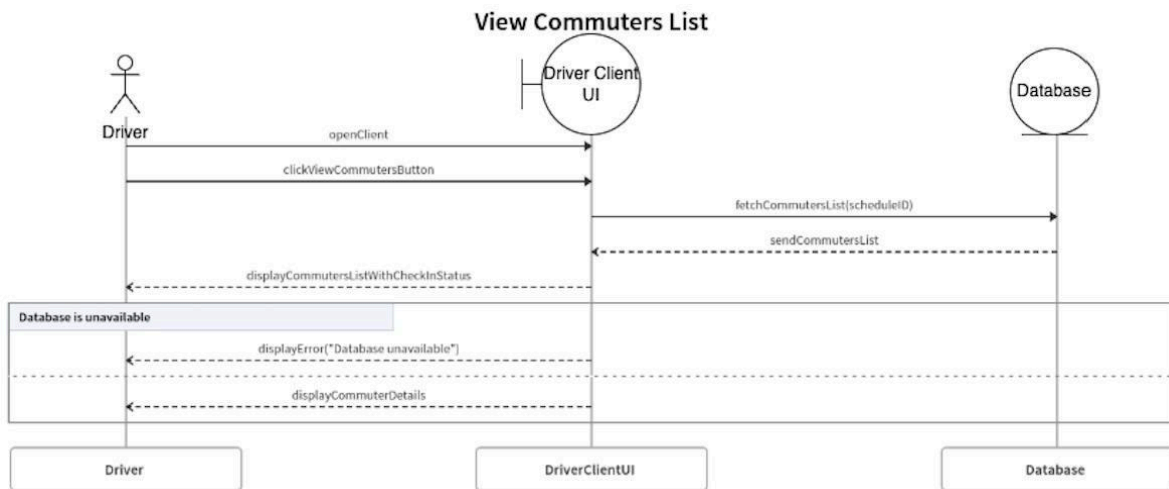 View Commuters List
Driver Client
UI
Database
Driver
openClient
clickViewCommutersButton
fetchCommutersList(scheduleID)
sendCommutersList
displayCommutersListWithCheckInStatus
Database is unavailable
displayError("Database unavailable")
displayCommuterDetails
Driver
DriverClientUI
Database